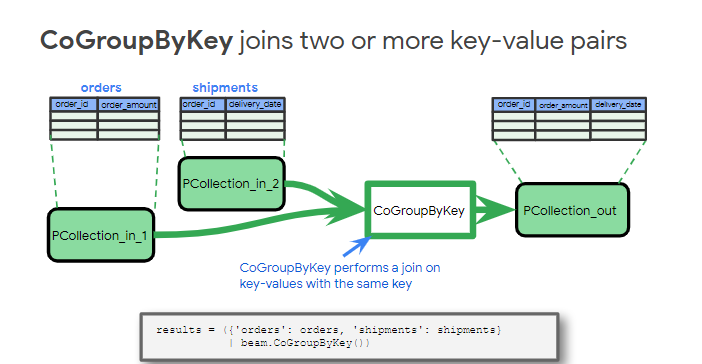 CoGroupByKey joins two or more key-value pairs
orders
shipments
order_id order_amount
order_id delivery_date
order_id order_amount delivery_date
PCollection_in_2
CoGroupByKey
PCollection_out
PCollection_in_1
CoGroupByKey performs a join on
key-values with the same key
results = ({'orders': orders, 'shipments': shipments}
| beam.CoGroupByKey())